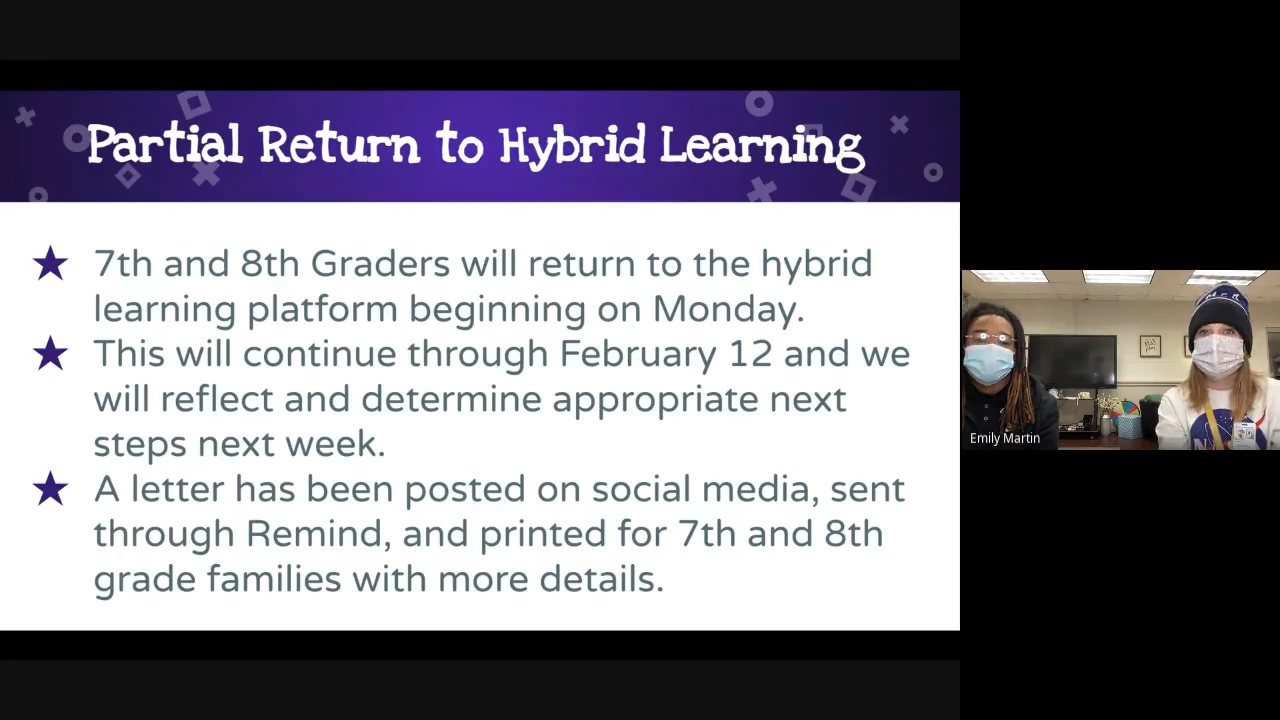 Partial Return to Hybrid Learning
★ 7th and 8th Graders will return to the hybrid
learning platform beginning on Monday.
★ This will continue through February 12 and we
will reflect and determine appropriate next
steps next week.
★ A letter has been posted on social media, sent
through Remind, and printed for 7th and 8th
grade families with more details.
Emily Martin